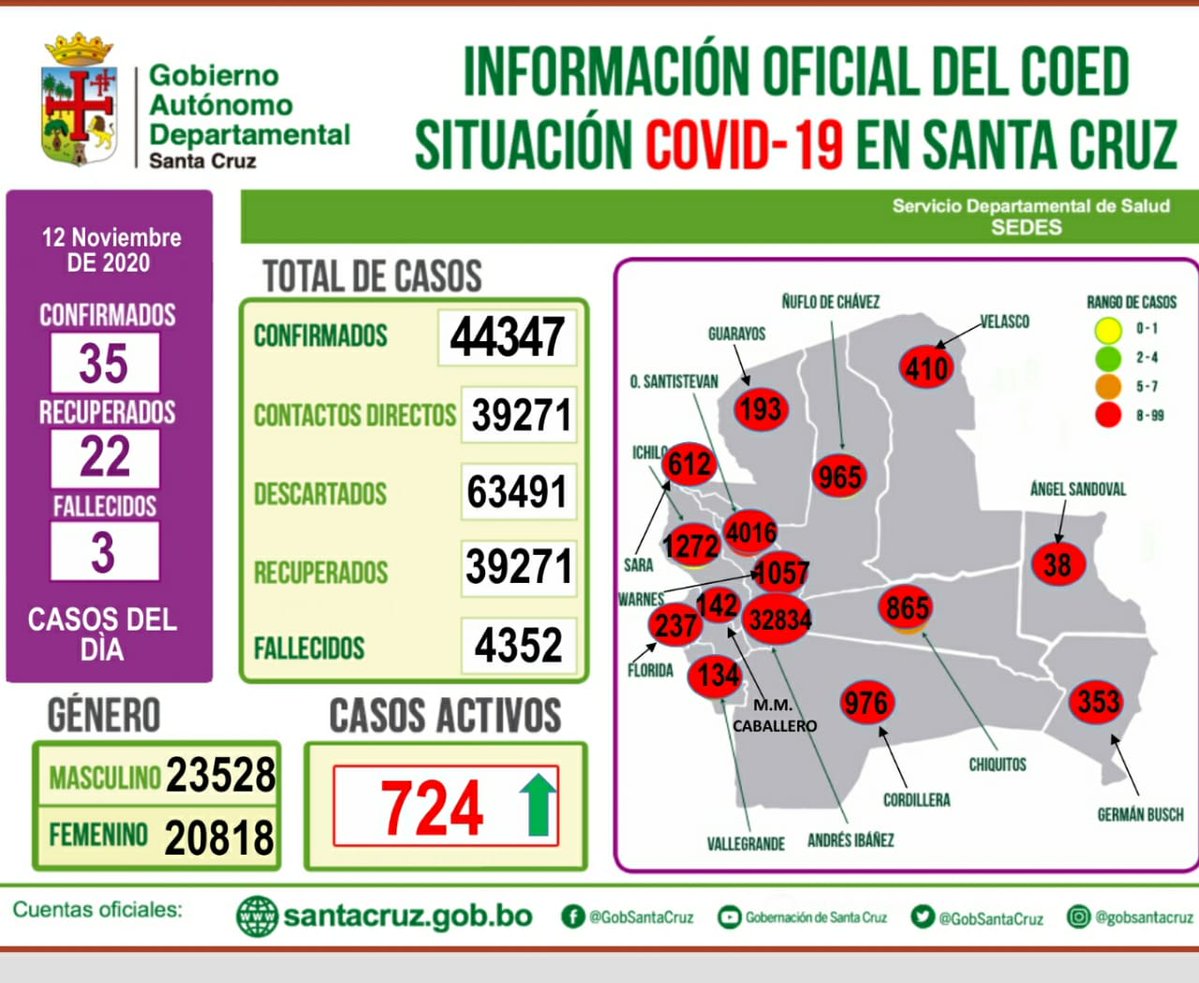 Gobierno
Autónomo
Departamental
Santa Cruz
INFORMACIÓN OFICIAL DEL COED
SITUACIÓN COVID-19 EN SANTA CRUZ
Servicio Departamental de Salud
SEDES
12 Noviembre
DE 2020
CONFIRMADOS
35
RECUPERADOS
22
FALLECIDOS
3
CASOS DEL
DÌA
TOTAL DE CASOS
CONFIRMADOS 44347
CONTACTOS DIRECTOS 39271
DESCARTADOS 63491
RECUPERADOS 39271
FALLECIDOS 4352
GÉNERO
MASCULINO 23528
FEMENINO 20818
CASOS ACTIVOS
724
RANGO DE CASOS
0-1
2-4
5-7
8-99
ÑUFLO DE CHÁVEZ
VELASCO
GUARAYOS
410
O. SANTISTEVAN
193
ICHILO
612
965
ÁNGEL SANDOVAL
4016
1272
SARA
1057
38
WARNES
142
865
237
32834
FLORIDA
134
M.M.
CABALLERO
976
353
CHIQUITOS
CORDILLERA
GERMÁN BUSCH
VALLEGRANDE
ANDRÉS IBÁÑEZ
Cuentas oficiales:
www
santacruz.gob.bo
@GobSantaCruz
Gobernación de Santa Cruz
@GobSantaCruz
@gobsantacruz